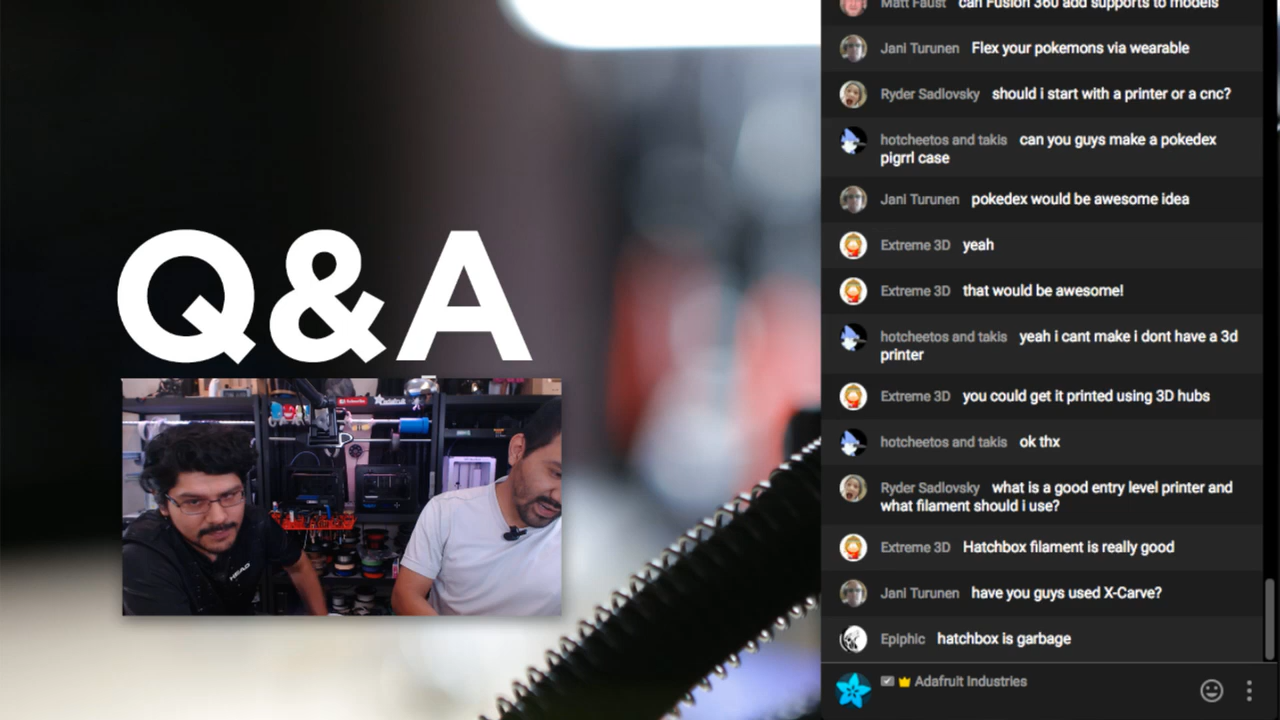 Matt Faust can Fusion 360 add supports to models
Jani Turunen Flex your pokemons via wearable
Ryder Sadlovsky should i start with a printer or a cnc?
hotcheetos and takis can you guys make a pokedex
pigrrl case
Jani Turunen pokedex would be awesome idea
Extreme 3D yeah
Extreme 3D that would be awesome!
hotcheetos and takis yeah i cant make i dont have a 3d
printer
Extreme 3D you could get it printed using 3D hubs
hotcheetos and takis ok thx
Ryder Sadlovsky what is a good entry level printer and
what filament should i use?
Extreme 3D Hatchbox filament is really good
Jani Turunen have you guys used X-Carve?
Epiphic hatchbox is garbage
Adafruit Industries
Q&A
HEAD